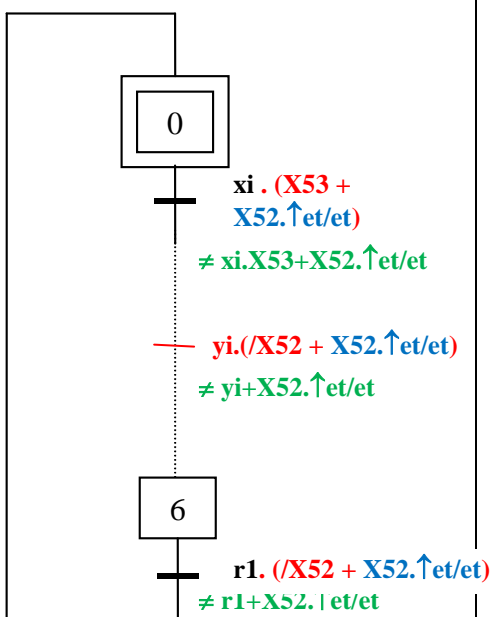 0
xi . (X53 +
X52.↑et/et)
≠ xi.X53+X52.↑et/et
yi.(/X52 + X52.↑et/et)
≠ yi+X52.↑et/et
6
r1. (/X52 + X52.↑et/et)
≠ r1+X52.↑et/et